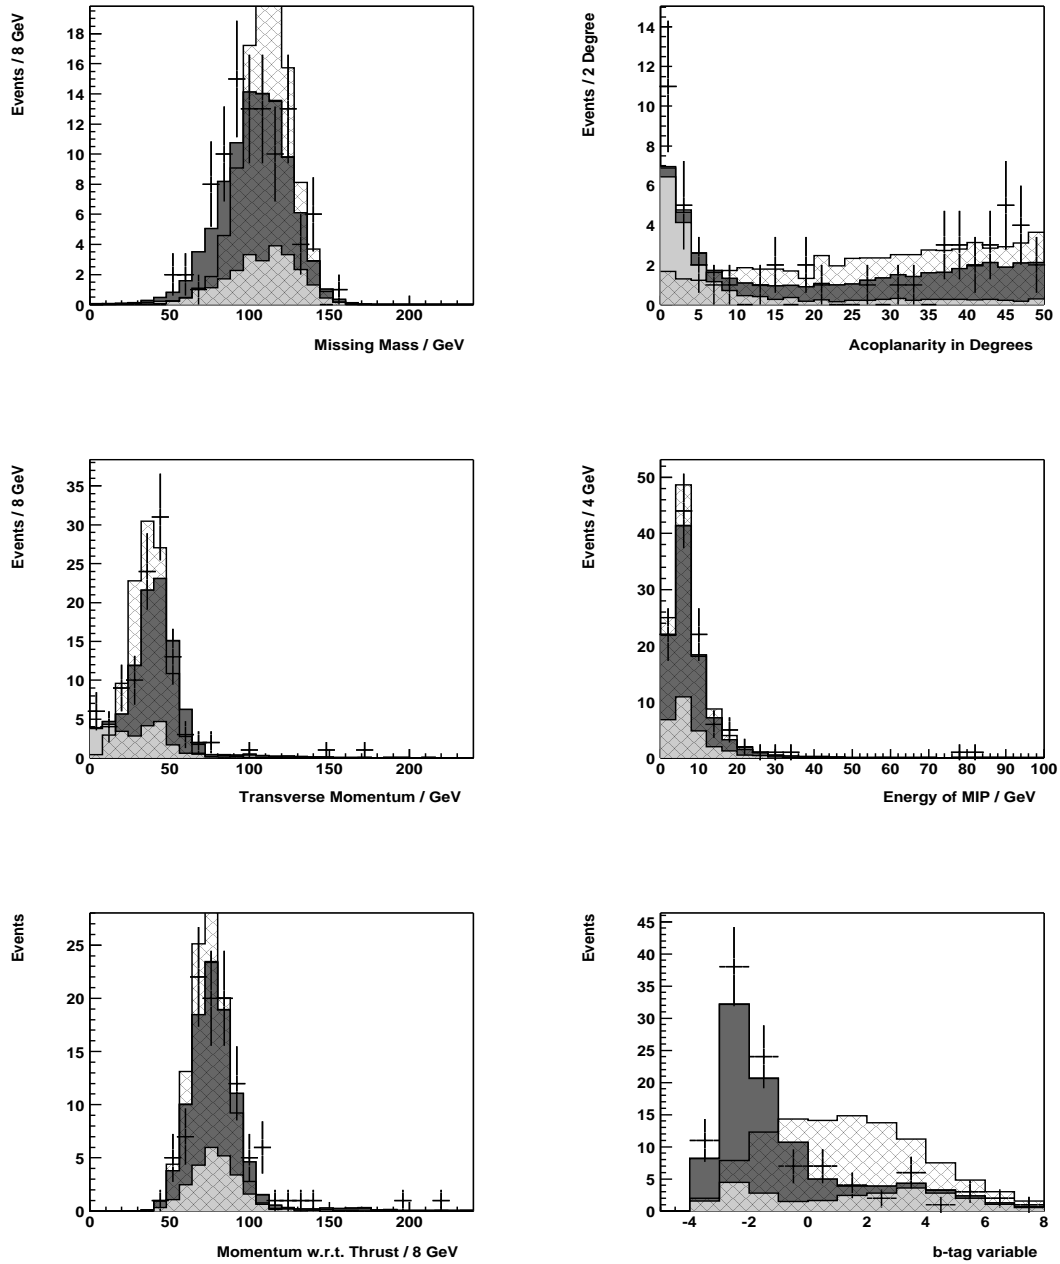 Events / 8 GeV
18
16
14
12
10
8
6
4
2
0
0 50 100 150 200
Missing Mass / GeV
Events / 2 Degree
14
12
10
8
6
4
2
0
0 5 10 15 20 25 30 35 40 45 50
Acoplanarity in Degrees
Events / 8 GeV
35
30
25
20
15
10
5
0
0 50 100 150 200
Transverse Momentum / GeV
Events / 4 GeV
50
40
30
20
10
0
0 10 20 30 40 50 60 70 80 90 100
Energy of MIP / GeV
Events
25
20
15
10
5
0
0 50 100 150 200
Momentum w.r.t. Thrust / 8 GeV
Events
45
40
35
30
25
20
15
10
5
0
-4 -2 0 2 4 6 8
b-tag variable